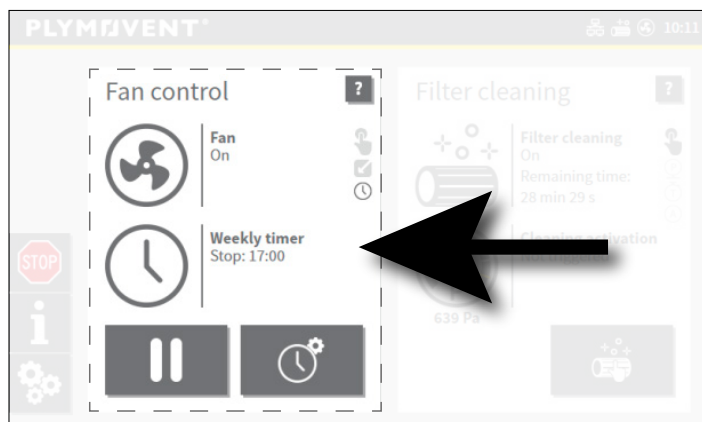 PLYMOVENT®
10:11
Fan control
?
Fan
On
Weekly timer
Stop: 17:00
Filter cleaning
?
Filter cleaning
On
Remaining time:
28 min 29 s
Cleaning activation
639 Pa
STOP
i